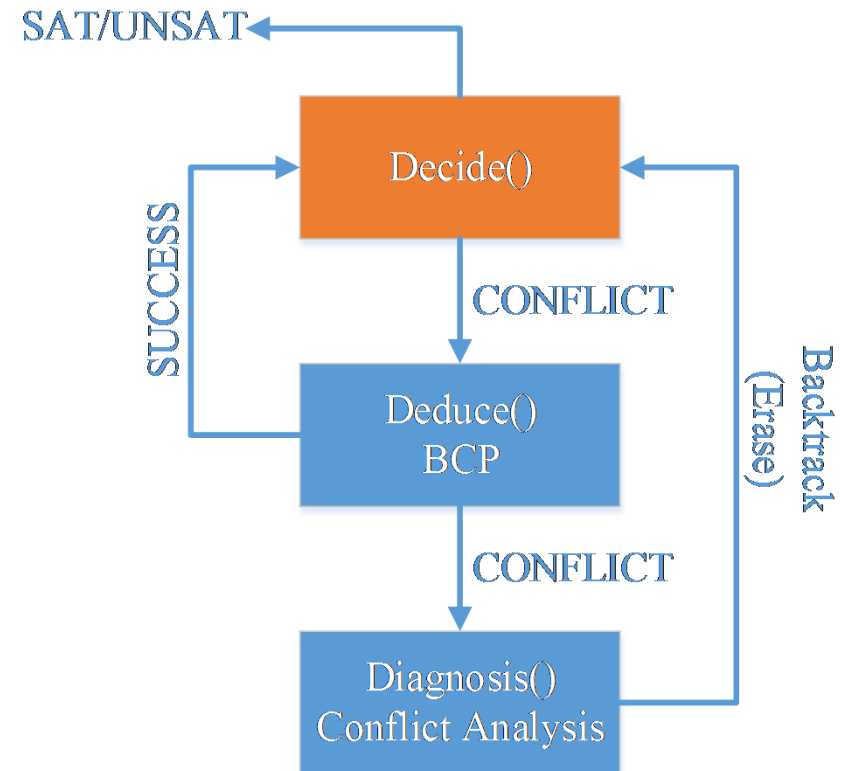 SAT/UNSAT
Decide()
SUCCESS
CONFLICT
Deduce()
BCP
Backtrack
(Erase)
CONFLICT
Diagnosis()
Conflict Analysis